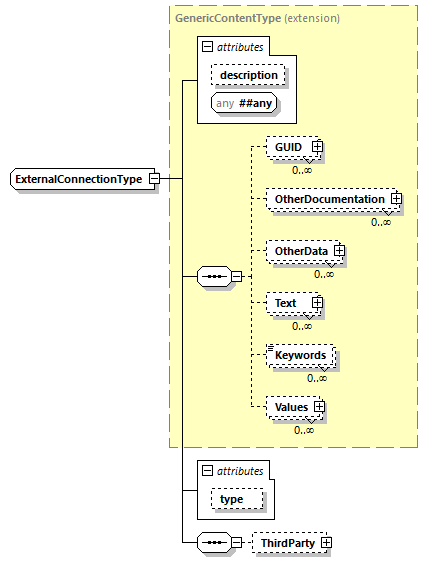 GenericContentType (extension)
attributes
description
any ##any
ExternalConnectionType
GUID
0..∞
OtherDocumentation
0..∞
OtherData
0..∞
Text
0..∞
Keywords
0..∞
Values
0..∞
attributes
type
ThirdParty